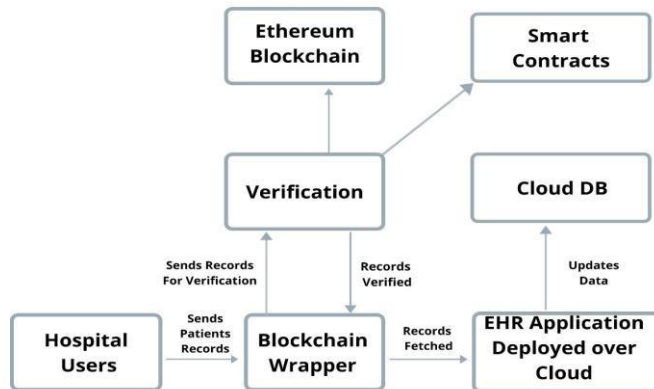 Ethereum
Blockchain
Smart
Contracts
Verification
Cloud DB
Sends Records
For Verification
Records
Verified
Updates
Data
Hospital
Users
Sends
Patients
Records
Blockchain
Wrapper
Records
Fetched
EHR Application
Deployed over
Cloud